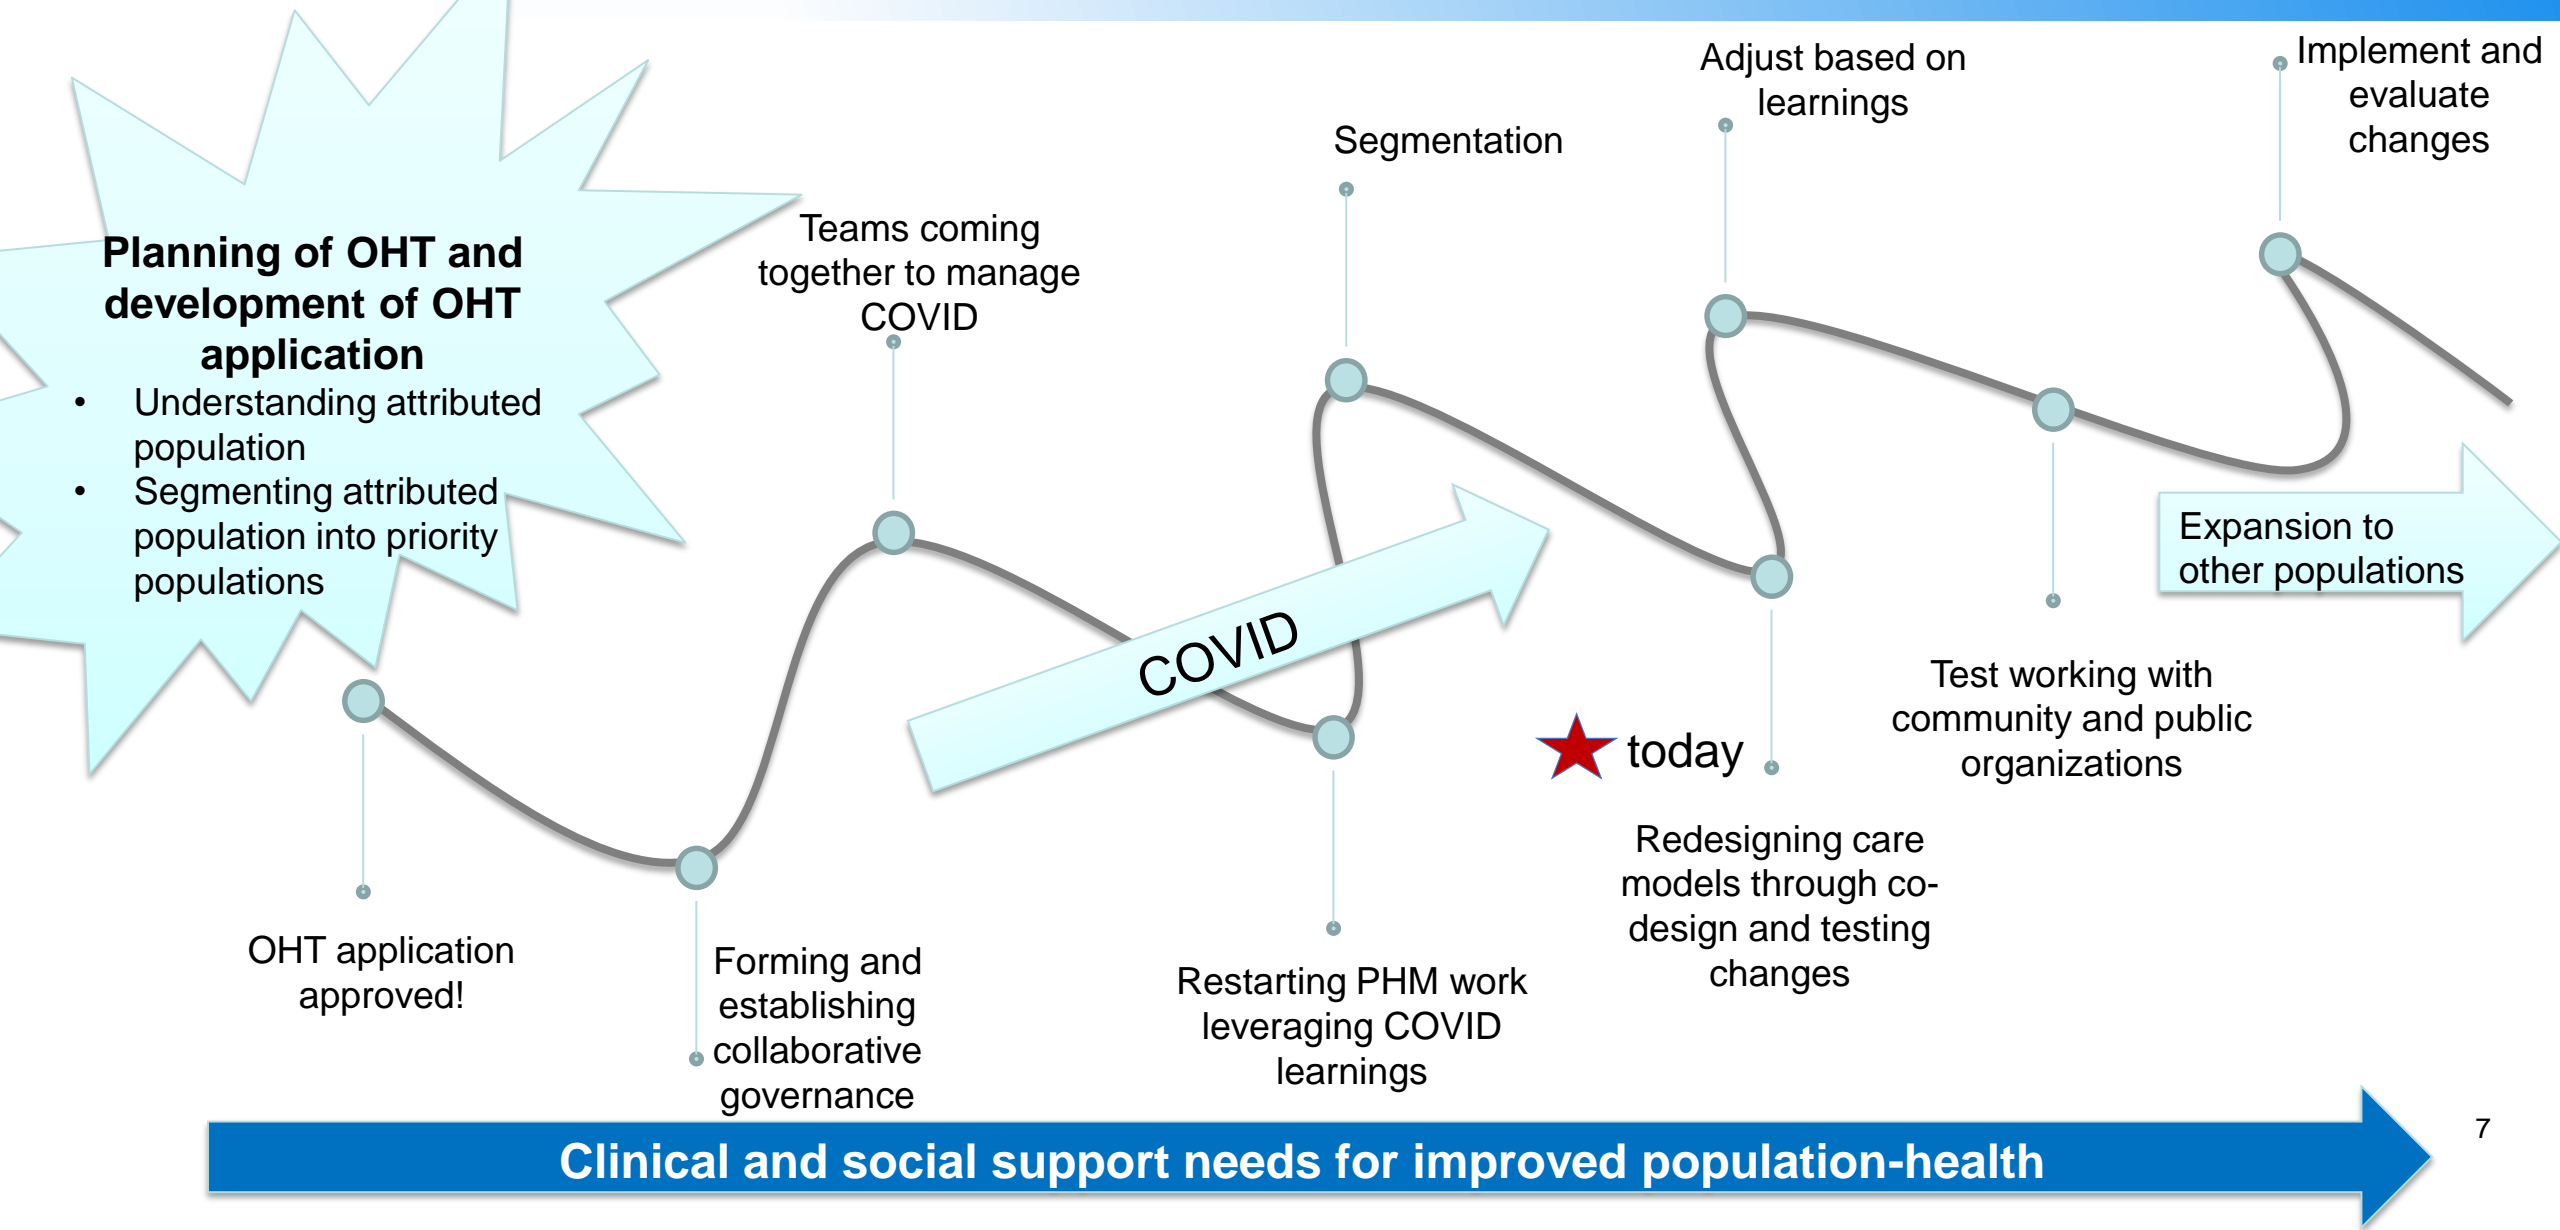 Planning of OHT and
development of OHT
application
• Understanding attributed
population
• Segmenting attributed
population into priority
populations
OHT application
approved!
Forming and
establishing
collaborative
governance
Teams coming
together to manage
COVID
COVID
Restarting PHM work
leveraging COVID
learnings
Segmentation
today
Redesigning care
models through co-
design and testing
changes
Adjust based on
learnings
Test working with
community and public
organizations
Implement and
evaluate
changes
Expansion to
other populations
Clinical and social support needs for improved population-health
7